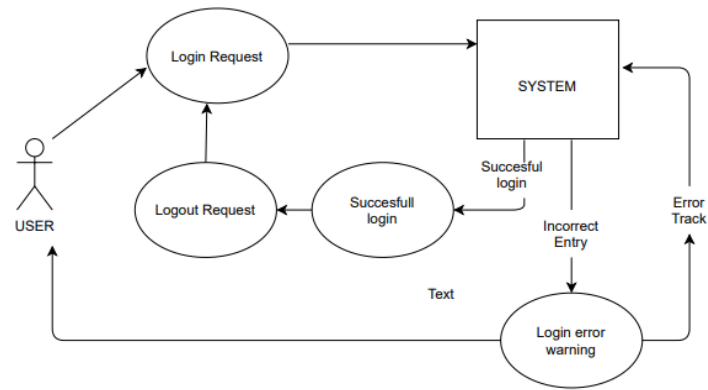 Login Request
SYSTEM
Succesful
login
USER
Logout Request
Succesfull
login
Incorrect
Entry
Error
Track
Text
Login error
warning